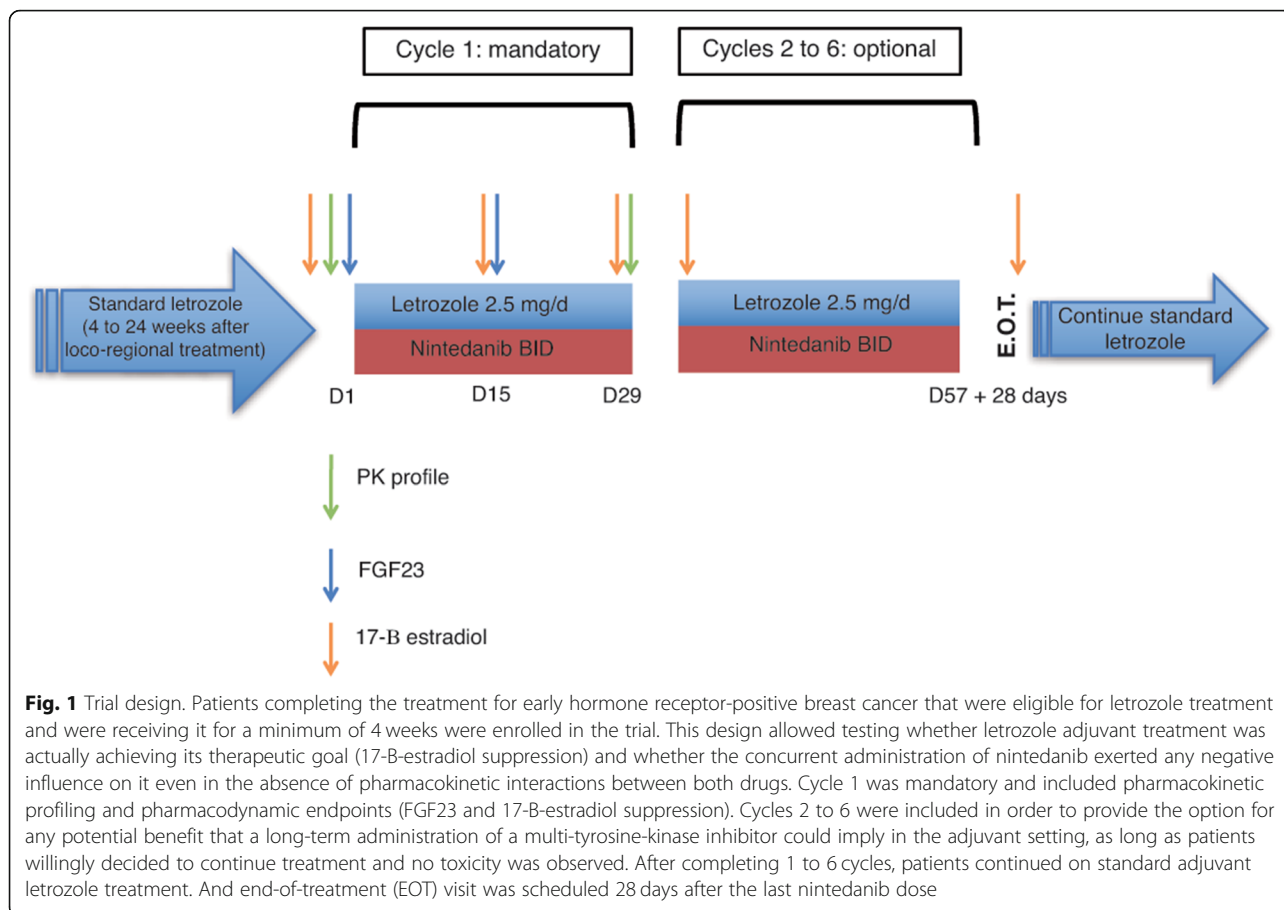 Cycle 1: mandatory
Cycles 2 to 6: optional
Standard letrozole
(4 to 24 weeks after
loco-regional treatment)
Letrozole 2.5 mg/d
Nintedanib BID
Letrozole 2.5 mg/d
Nintedanib BID
E.O.T.
Continue standard
letrozole
D1
D15
D29
D57 + 28 days
PK profile
FGF23
17-B estradiol
Fig. 1 Trial design. Patients completing the treatment for early hormone receptor-positive breast cancer that were eligible for letrozole treatment
and were receiving it for a minimum of 4 weeks were enrolled in the trial. This design allowed testing whether letrozole adjuvant treatment was
actually achieving its therapeutic goal (17-B-estradiol suppression) and whether the concurrent administration of nintedanib exerted any negative
influence on it even in the absence of pharmacokinetic interactions between both drugs. Cycle 1 was mandatory and included pharmacokinetic
profiling and pharmacodynamic endpoints (FGF23 and 17-B-estradiol suppression). Cycles 2 to 6 were included in order to provide the option for
any potential benefit that a long-term administration of a multi-tyrosine-kinase inhibitor could imply in the adjuvant setting, as long as patients
willingly decided to continue treatment and no toxicity was observed. After completing 1 to 6 cycles, patients continued on standard adjuvant
letrozole treatment. And end-of-treatment (EOT) visit was scheduled 28 days after the last nintedanib dose